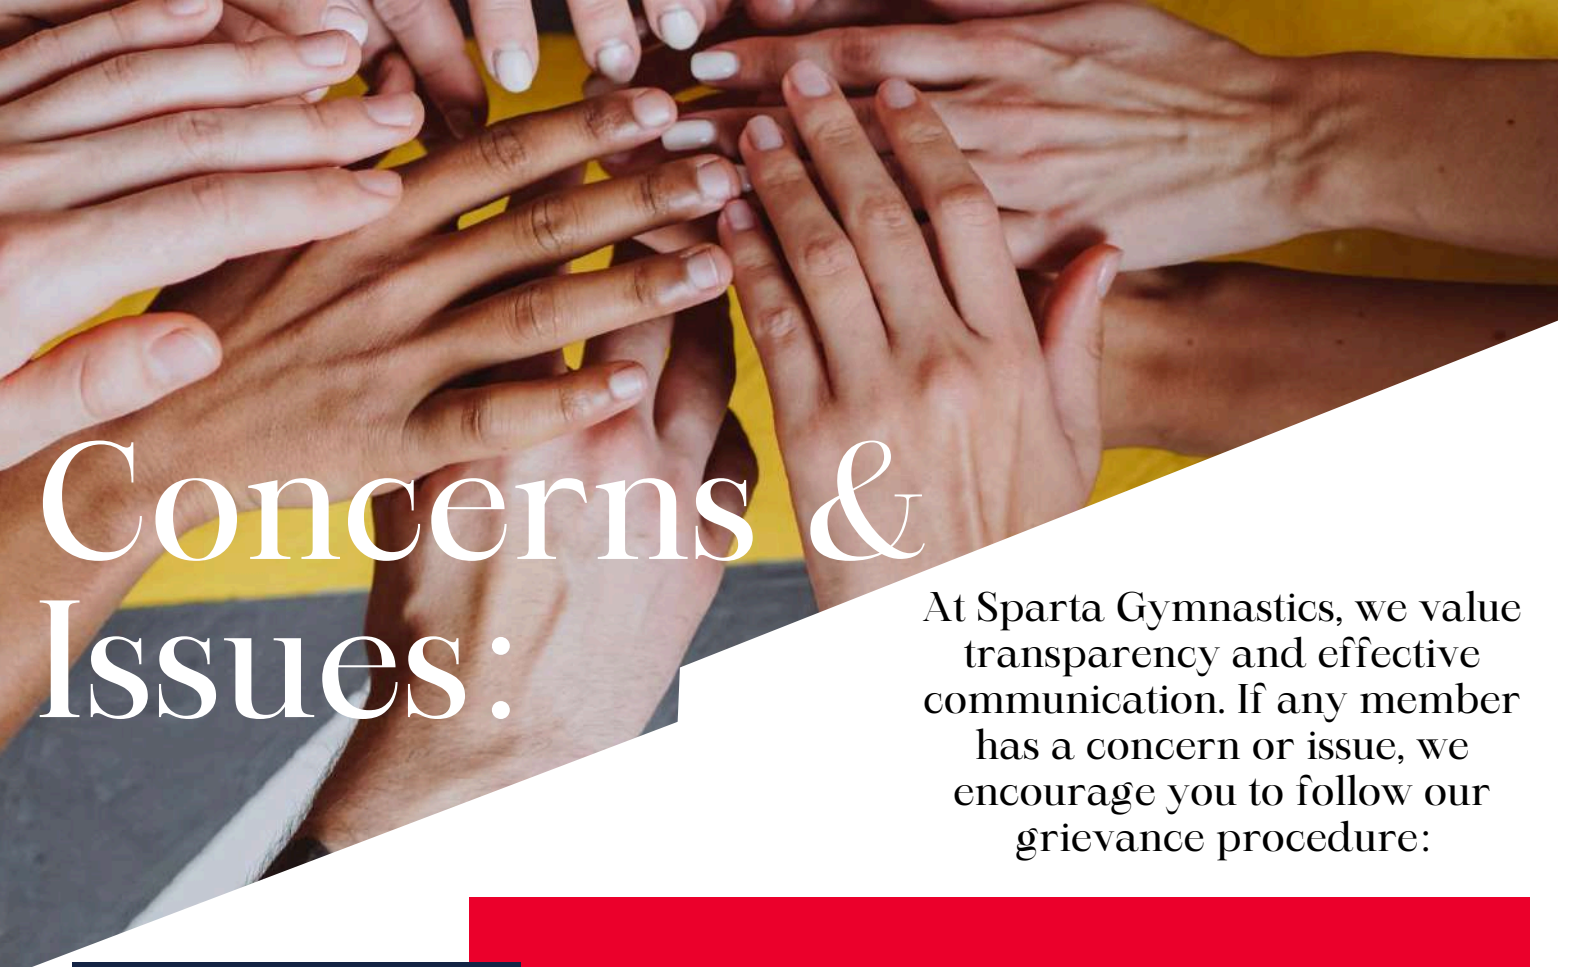 Concerns &
Issues:
At Sparta Gymnastics, we value
transparency and effective
communication. If any member
has a concern or issue, we
encourage you to follow our
grievance procedure: